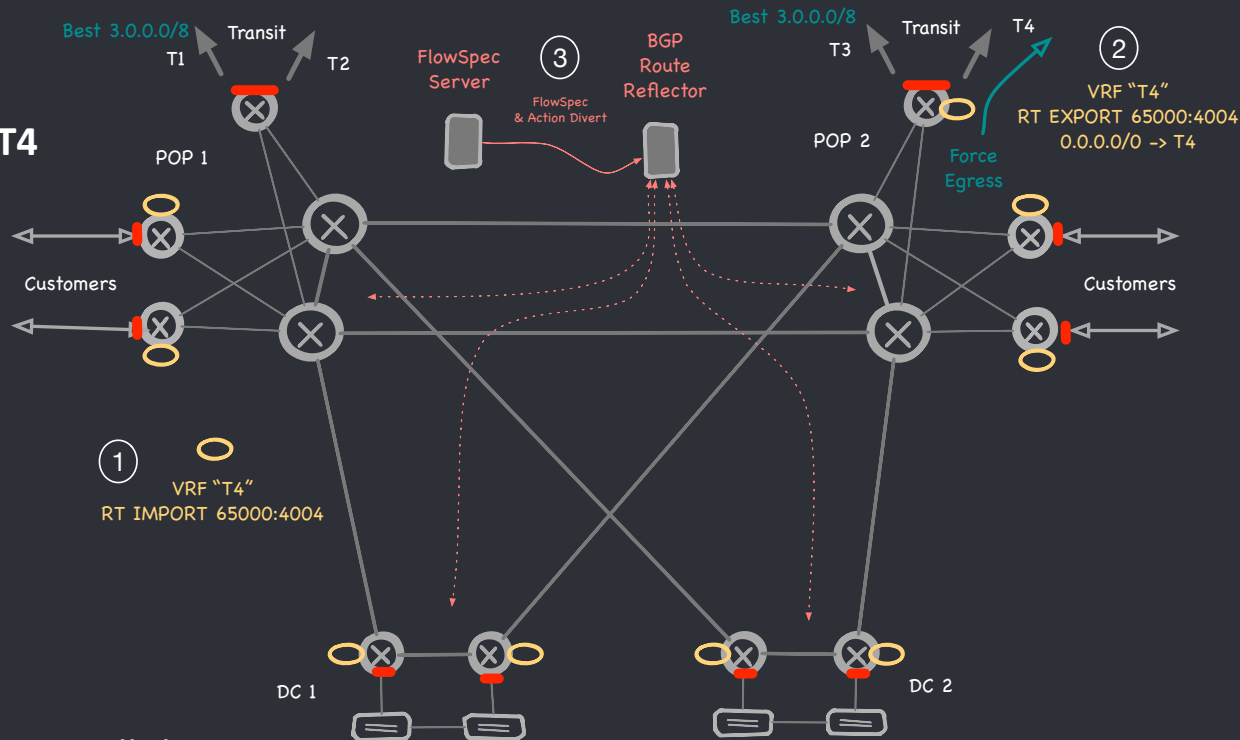 Best 3.0.0.0/8
Transit
T1
T2
T4
POP 1
FlowSpec
Server
3
FlowSpec
& Action Divert
BGP
Route
Reflector
Best 3.0.0.0/8
Transit
T3
T4
2
VRF “T4”
RT EXPORT 65000:4004
0.0.0.0/0 -> T4
POP 2
Force
Egress
Customers
Customers
1
VRF “T4”
RT IMPORT 65000:4004
DC 1
DC 2